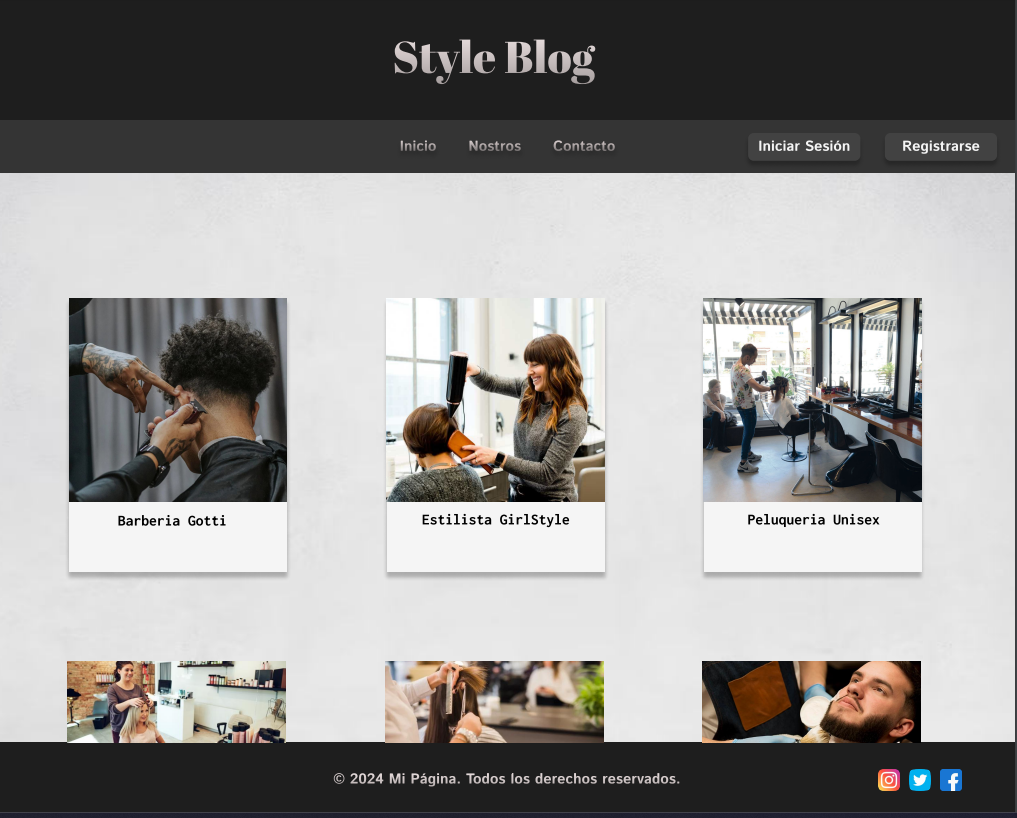 Style Blog
Inicio Nostros Contacto Iniciar Sesión Registrarse
Barberia Gotti
Estilista GirlStyle
Peluqueria Unisex
© 2024 Mi Página. Todos los derechos reservados.